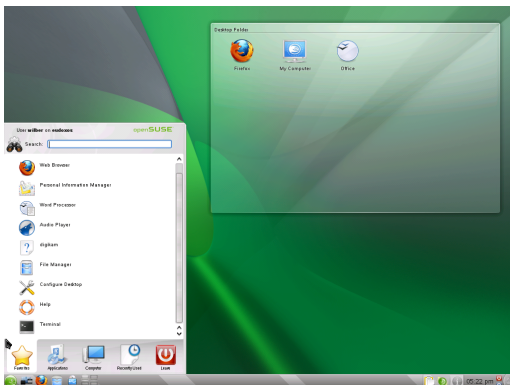 Desktop Folder
Firefox
My Computer
Office
User wilber on eudoxos
openSUSE
Search:
Web Browser
Personal Information Manager
Word Processor
Audio Player
digikam
File Manager
Configure Desktop
Help
Terminal
Favorites
Applications
Computer
Recently Used
Leave
05:22 pm